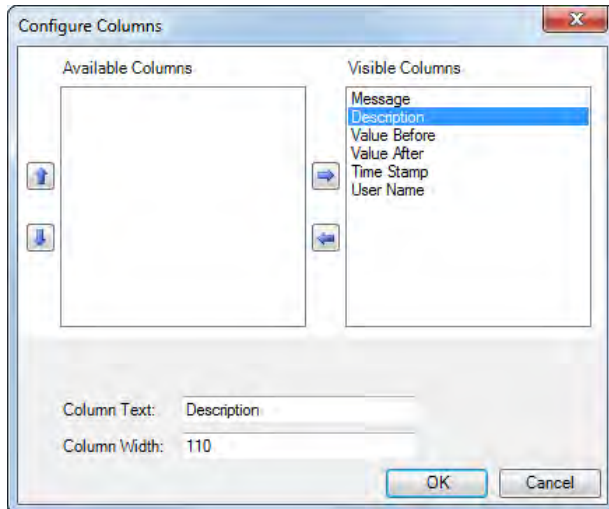 Configure Columns
Available Columns
Visible Columns
Message
Description
Value Before
Value After
Time Stamp
User Name
Column Text: Description
Column Width: 110
OK
Cancel